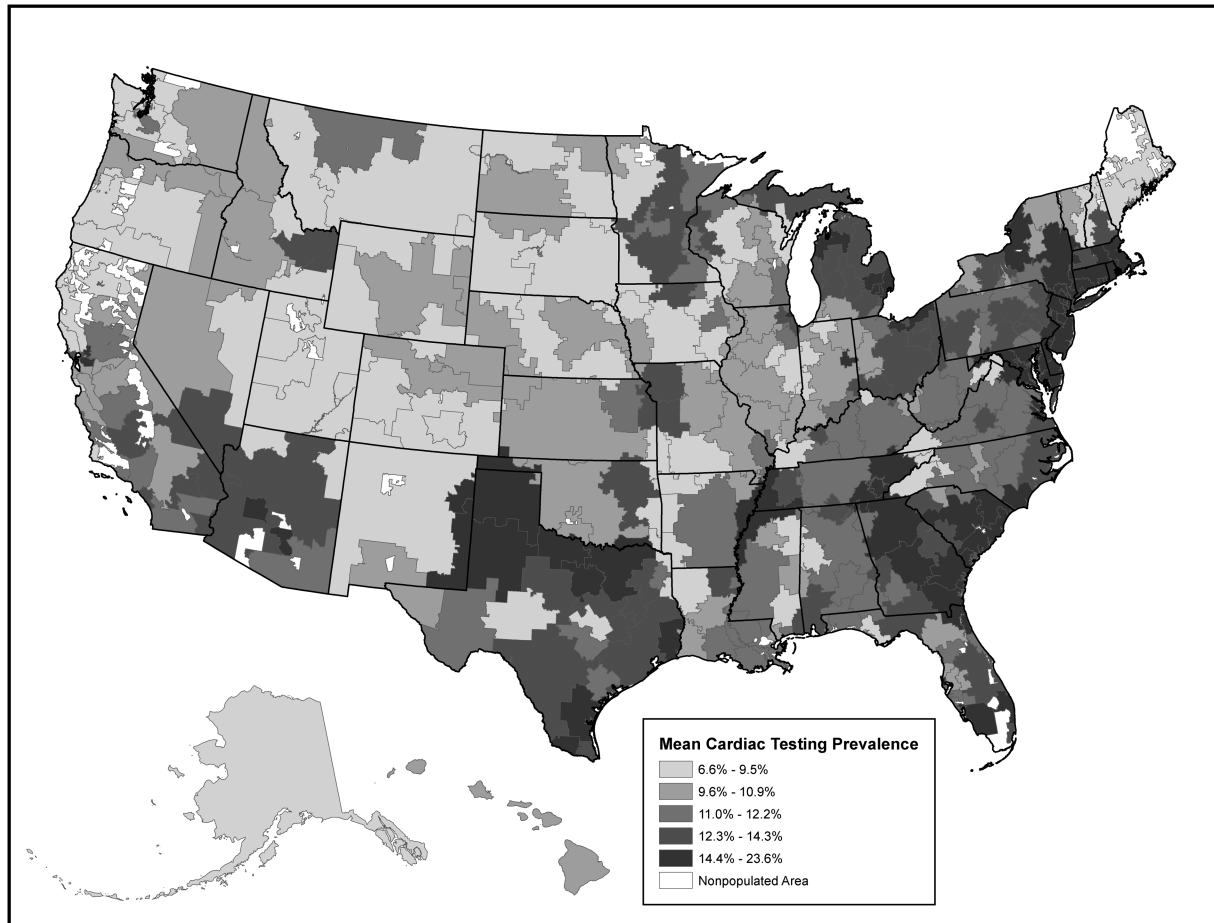 Mean Cardiac Testing Prevalence
6.6% - 9.5%
9.6% - 10.9%
11.0% - 12.2%
12.3% - 14.3%
14.4% - 23.6%
Nonpopulated Area